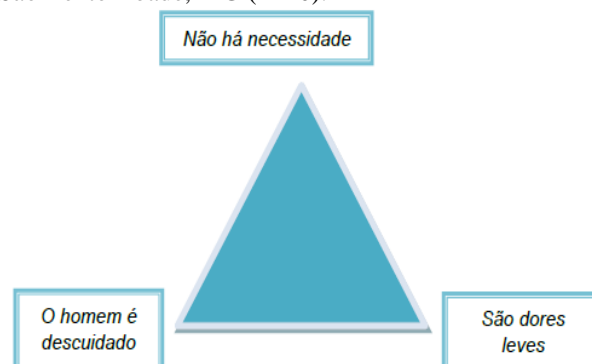 Não há necessidade
O homem é
descuidado
São dores
leves